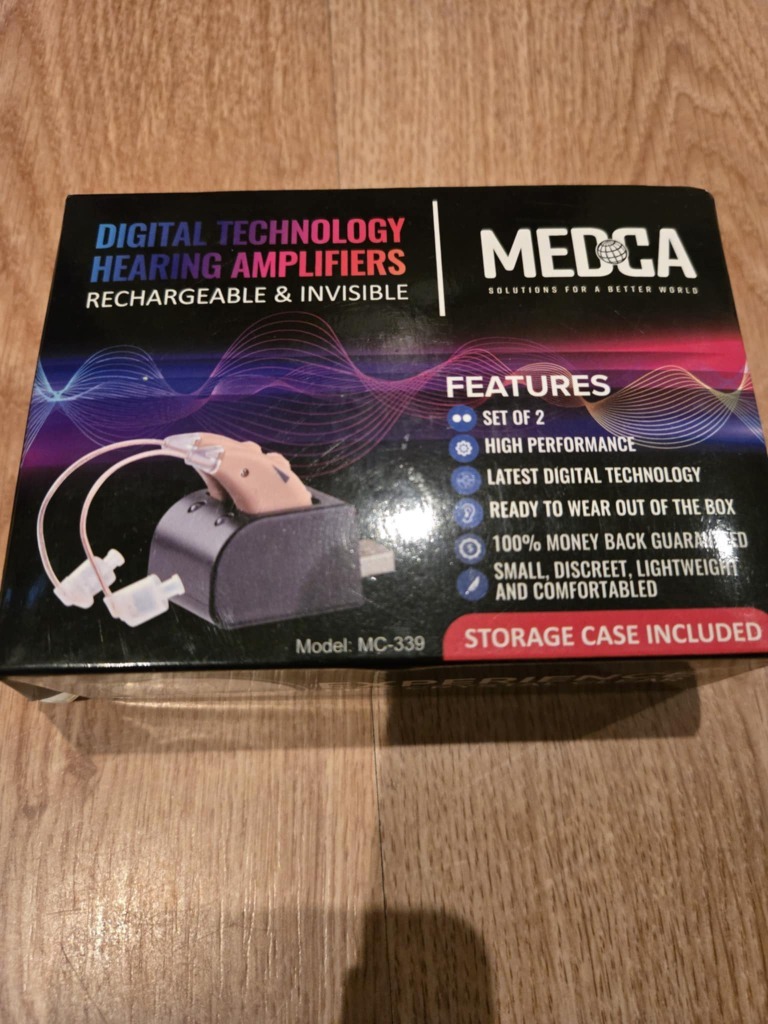 DIGITAL TECHNOLOGY
HEARING AMPLIFIERS
RECHARGEABLE & INVISIBLE
MEDCA
SOLUTIONS FOR A BETTER WORLD
FEATURES
SET OF 2
HIGH PERFORMANCE
LATEST DIGITAL TECHNOLOGY
READY TO WEAR OUT OF THE BOX
100% MONEY BACK GUARANTEED
SMALL, DISCREET, LIGHTWEIGHT
AND COMFORTABLED
Model: MC-339
STORAGE CASE INCLUDED